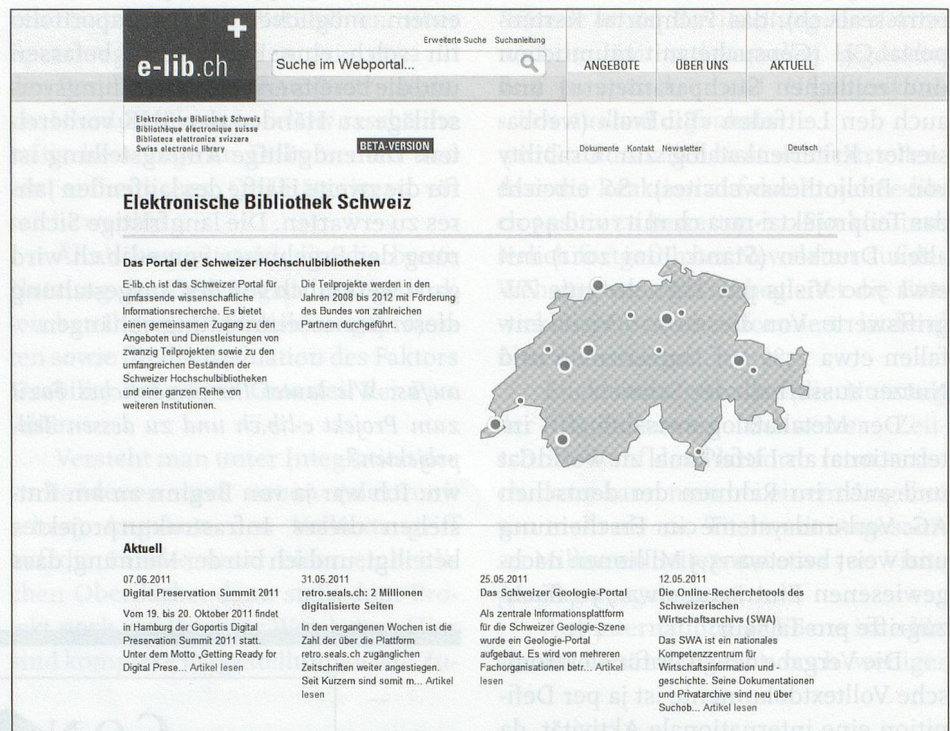 Erweiterte Suche Suchanleitung
e-lib.ch
Suche im Webportal...
ANGEBOTE ÜBER UNS AKTUELL
Elektronische Bibliothek Schweiz
Bibliothèque électronique suisse
Biblioteca elettronica svizzera
Swiss electronic library
BETA-VERSION
Dokumente Kontakt Newsletter Deutsch
Elektronische Bibliothek Schweiz
Das Portal der Schweizer Hochschulbibliotheken
E-lib.ch ist das Schweizer Portal für
umfassende wissenschaftliche
Informationsrecherche. Es bietet
einen gemeinsamen Zugang zu den
Angeboten und Dienstleistungen von
zwanzig Teilprojekten sowie zu den
umfangreichen Beständen der
Schweizer Hochschulbibliotheken
und einer ganzen Reihe von
weiteren Institutionen.
Die Teilprojekte werden in den
Jahren 2008 bis 2012 mit Förderung
des Bundes von zahlreichen
Partnern durchgeführt.
Aktuell
07.06.2011
Digital Preservation Summit 2011
Vom 19. bis 20. Oktober 2011 findet
in Hamburg der Goportis Digital
Preservation Summit 2011 statt.
Unter dem Motto „Getting Ready for
Digital Prese... Artikel lesen
31.05.2011
retro.seals.ch: 2 Millionen
digitalisierte Seiten
In den vergangenen Wochen ist die
Zahl der über die Plattform
retro.seals.ch zugänglichen
Zeitschriften weiter angestiegen.
Seit Kurzem sind somit m... Artikel
lesen
25.05.2011
Das Schweizer Geologie-Portal
Als zentrale Informationsplattform
für die Schweizer Geologie-Szene
wurde ein Geologie-Portal
aufgebaut. Es wird von mehreren
Fachorganisationen betr... Artikel
lesen
12.05.2011
Die Online-Recherchetools des
Schweizerischen
Wirtschaftsarchivs (SWA)
Das SWA ist ein nationales
Kompetenzzentrum für
Wirtschaftsinformation und -
geschichte. Seine Dokumentationen
und Privatarchive sind neu über
Suchob... Artikel lesen